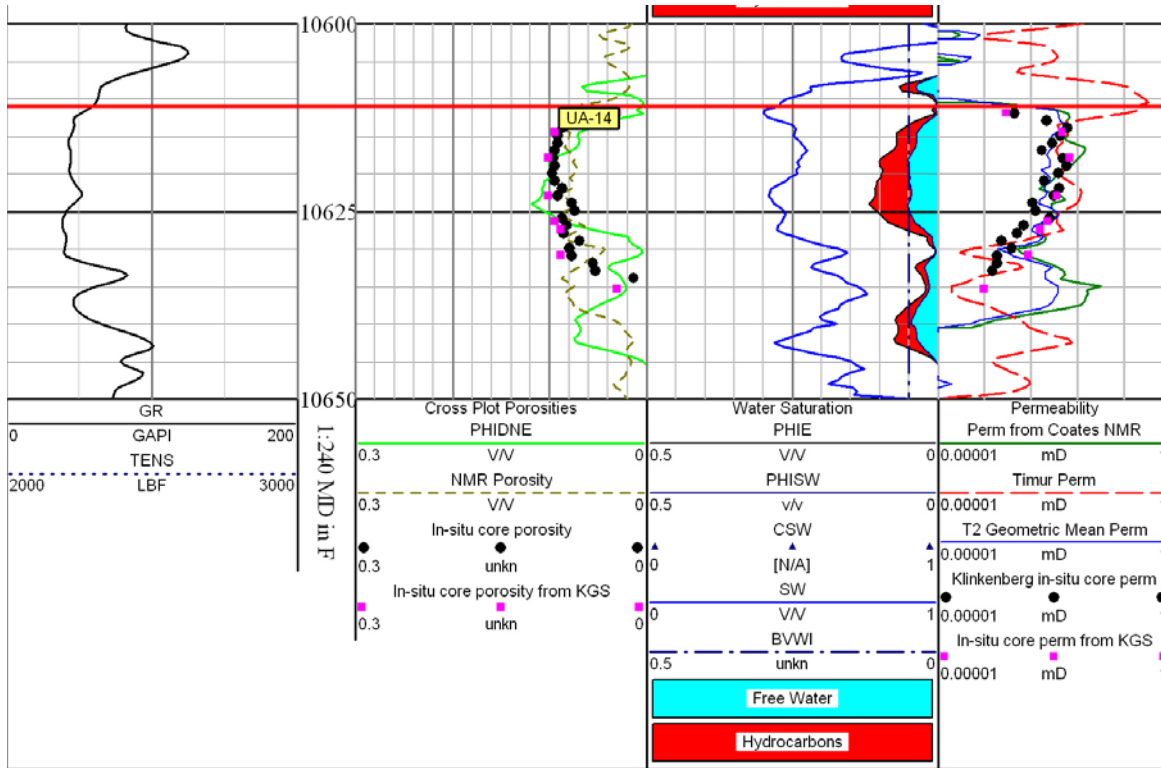 10600
UA-14
10625
10650
GR
0 GAPI 200
TENS
2000 LBF 3000
1:240 MD in F
Cross Plot Porosities
PHIDNE
0.3 V/V 0
NMR Porosity
0.3 V/V 0
In-situ core porosity
0.3 unkn 0
In-situ core porosity from KGS
0.3 unkn 0
Water Saturation
PHIE
0.5 V/V 0
PHISW
0.5 v/v 0
CSW
0 [N/A] 1
SW
0 V/V 1
BVWI
0.5 unkn 0
Free Water
Hydrocarbons
Permeability
Perm from Coates NMR
0.00001 mD
Timur Perm
0.00001 mD
T2 Geometric Mean Perm
0.00001 mD
Klinkenberg in-situ core perm
0.00001 mD
In-situ core perm from KGS
0.00001 mD